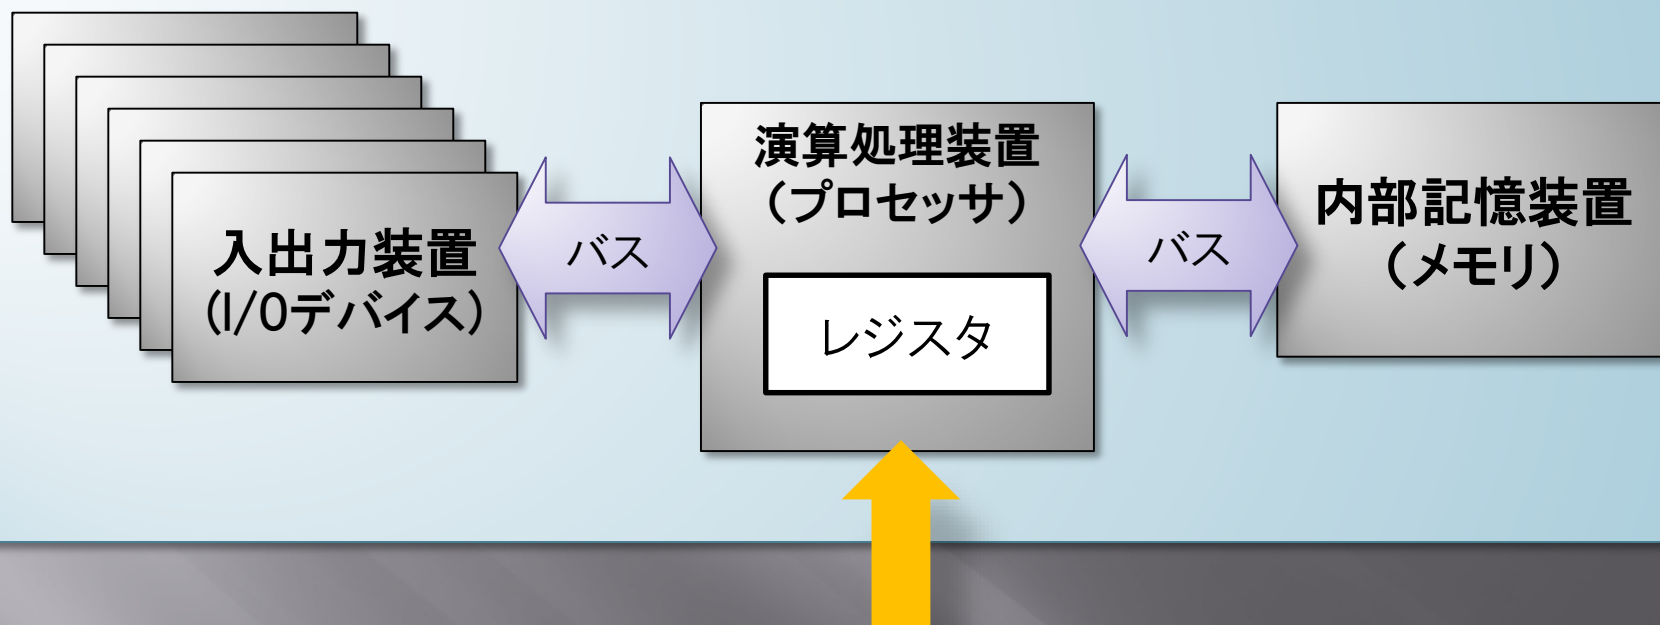 入出力装置
(I/Oデバイス)
バス
演算処理装置
(プロセッサ)
レジスタ
バス
内部記憶装置
(メモリ)